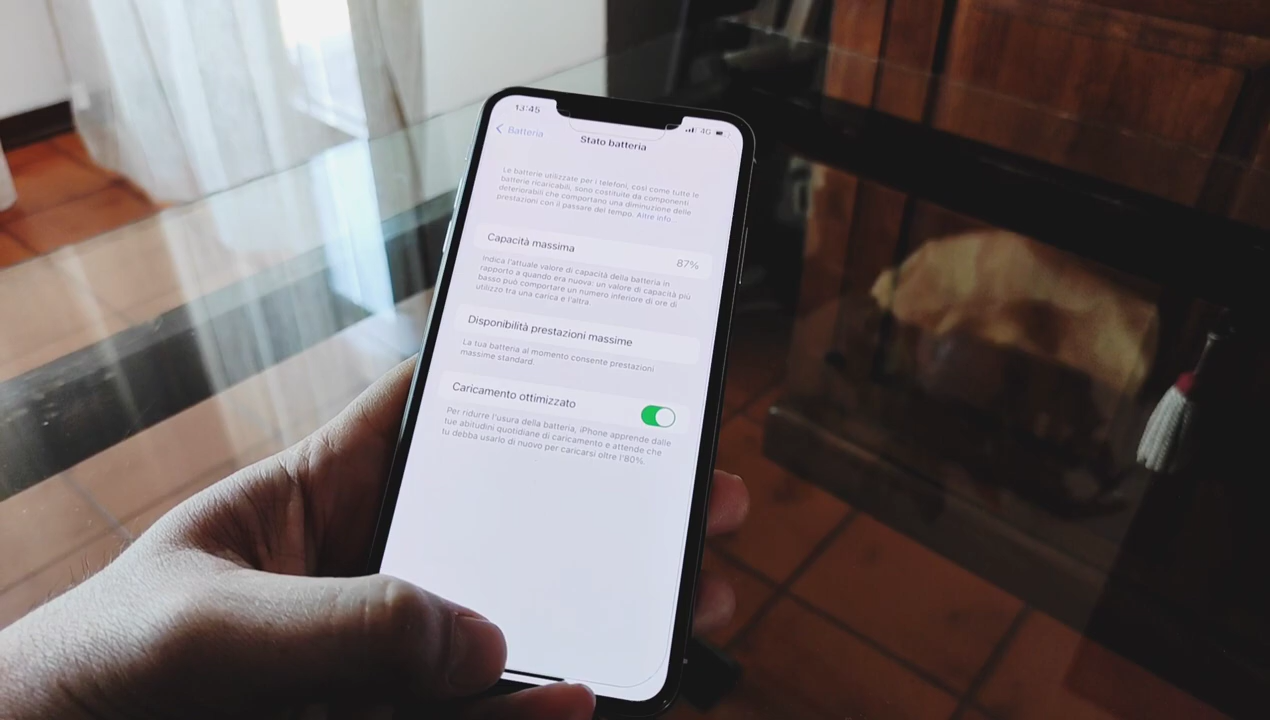 13:45
4G
Batteria
Stato batteria
Le batterie utilizzate per i telefoni, così come tutte le
batterie ricaricabili, sono costituite da componenti
deteriorabili che comportano una diminuzione delle
prestazioni con il passare del tempo. Altre info
Capacità massima
87%
Indica l'attuale valore di capacità della batteria in
rapporto a quando era nuova: un valore di capacità più
basso può comportare un numero inferiore di ore di
utilizzo tra una carica e l'altra.
Disponibilità prestazioni massime
La tua batteria al momento consente prestazioni
massime standard.
Caricamento ottimizzato
Per ridurre l'usura della batteria, iPhone apprende dalle
tue abitudini quotidiane di caricamento e attende che
tu debba usarlo di nuovo per caricarsi oltre l'80%.